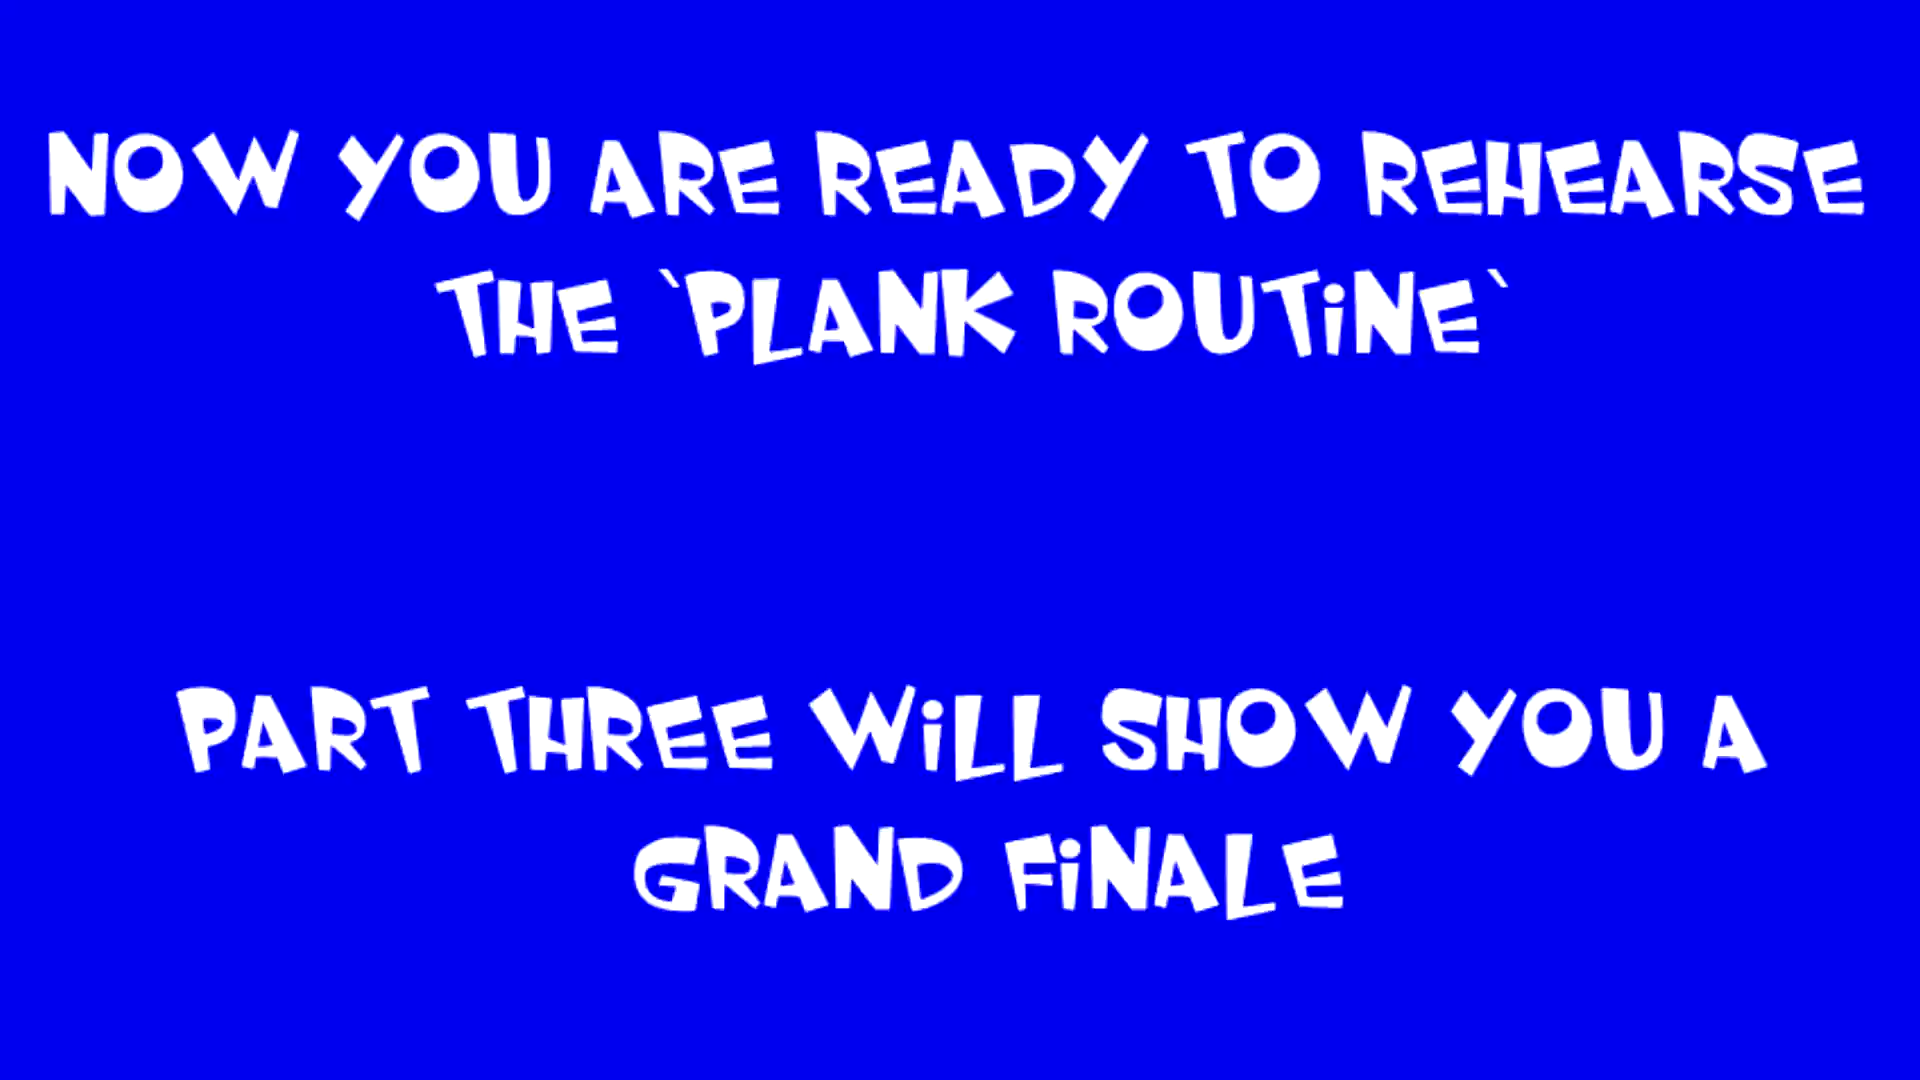 NOW YOU ARE READY TO REHEARSE
THE `PLANK ROUTINE`
PART THREE WILL SHOW YOU A
GRAND FINALE